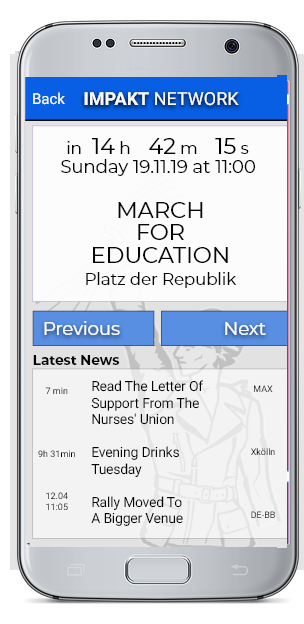 Back IMPAKT NETWORK
in 14 h 42 m 15 s
Sunday 19.11.19 at 11:00
MARCH
FOR
EDUCATION
Platz der Republik
Previous Next
Latest News
7 min Read The Letter Of MAX
Support From The
Nurses' Union
9h 31min Evening Drinks Xkölln
Tuesday
12.04 Rally Moved To
11:05 A Bigger Venue DE-BB